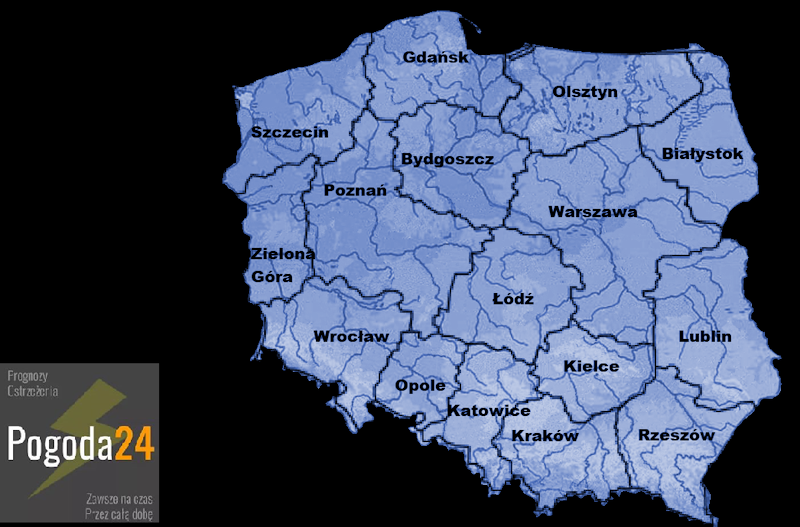 Gdańsk
Olsztyn
Szczecin
Białystok
Bydgoszcz
Poznań
Warszawa
Zielona
Góra
Łódź
Wrocław
Lublin
Kielce
Opole
Katowice
Kraków
Rzeszów
Prognozy
Ostrzeżenia
Pogoda24
Zawsze na czas
Przez całą dobę